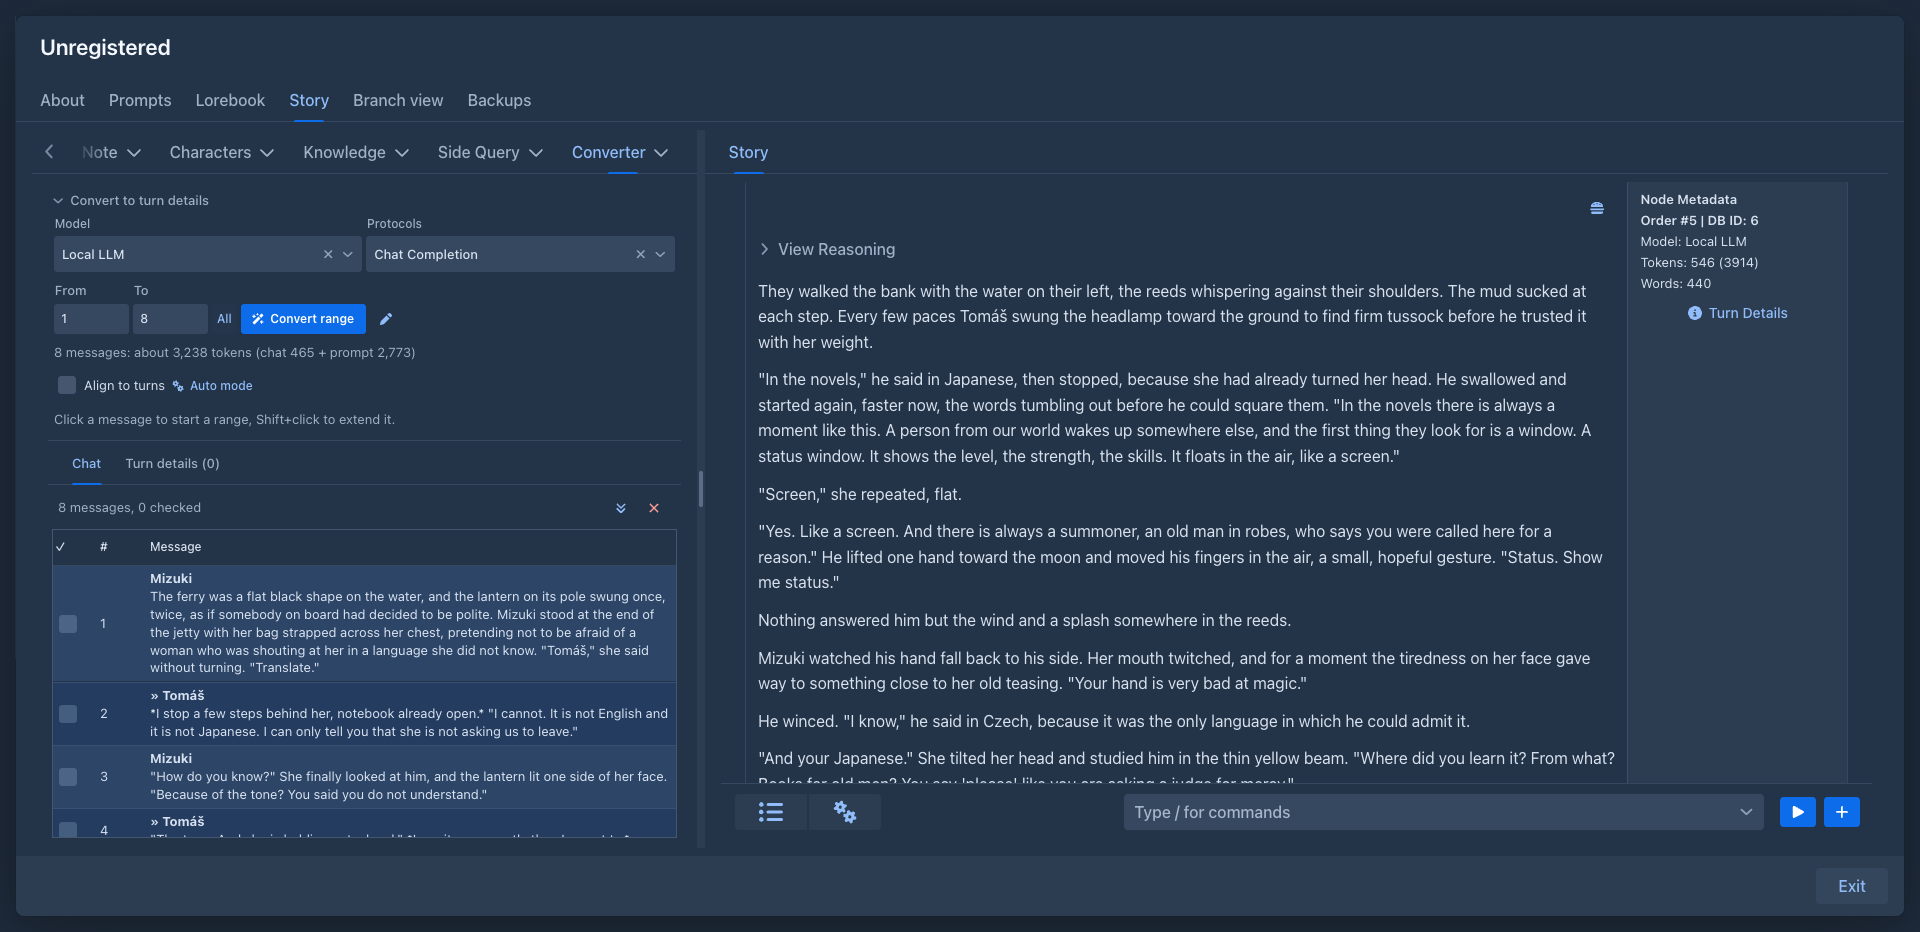 Unregistered
About Prompts Lorebook Story Branch view Backups
Note Characters Knowledge Side Query Converter
Convert to turn details
Model Protocols
Local LLM Chat Completion
From To
1 8 All Convert range
8 messages: about 3,238 tokens (chat 465 + prompt 2,773)
Align to turns Auto mode
Click a message to start a range, Shift+click to extend it.
Chat Turn details (0)
8 messages, 0 checked
# Message
Mizuki
1
The ferry was a flat black shape on the water, and the lantern on its pole swung once,
twice, as if somebody on board had decided to be polite. Mizuki stood at the end of
the jetty with her bag strapped across her chest, pretending not to be afraid of a
woman who was shouting at her in a language she did not know. "Tomáš," she said
without turning. "Translate."
» Tomáš
2
*I stop a few steps behind her, notebook already open.* "I cannot. It is not English and
it is not Japanese. I can only tell you that she is not asking us to leave."
Mizuki
3
"How do you know?" She finally looked at him, and the lantern lit one side of her face.
"Because of the tone? You said you do not understand."
» Tomáš
4
Story
View Reasoning
They walked the bank with the water on their left, the reeds whispering against their shoulders. The mud sucked at
each step. Every few paces Tomáš swung the headlamp toward the ground to find firm tussock before he trusted it
with her weight.
"In the novels," he said in Japanese, then stopped, because she had already turned her head. He swallowed and
started again, faster now, the words tumbling out before he could square them. "In the novels there is always a
moment like this. A person from our world wakes up somewhere else, and the first thing they look for is a window. A
status window. It shows the level, the strength, the skills. It floats in the air, like a screen."
"Screen," she repeated, flat.
"Yes. Like a screen. And there is always a summoner, an old man in robes, who says you were called here for a
reason." He lifted one hand toward the moon and moved his fingers in the air, a small, hopeful gesture. "Status. Show
me status."
Nothing answered him but the wind and a splash somewhere in the reeds.
Mizuki watched his hand fall back to his side. Her mouth twitched, and for a moment the tiredness on her face gave
way to something close to her old teasing. "Your hand is very bad at magic."
He winced. "I know," he said in Czech, because it was the only language in which he could admit it.
"And your Japanese." She tilted her head and studied him in the thin yellow beam. "Where did you learn it? From what?
Books for old men? You say 'please' like you are asking a judge for mercy."
Node Metadata
Order #5 | DB ID: 6
Model: Local LLM
Tokens: 546 (3914)
Words: 440
Turn Details
Type / for commands
Exit